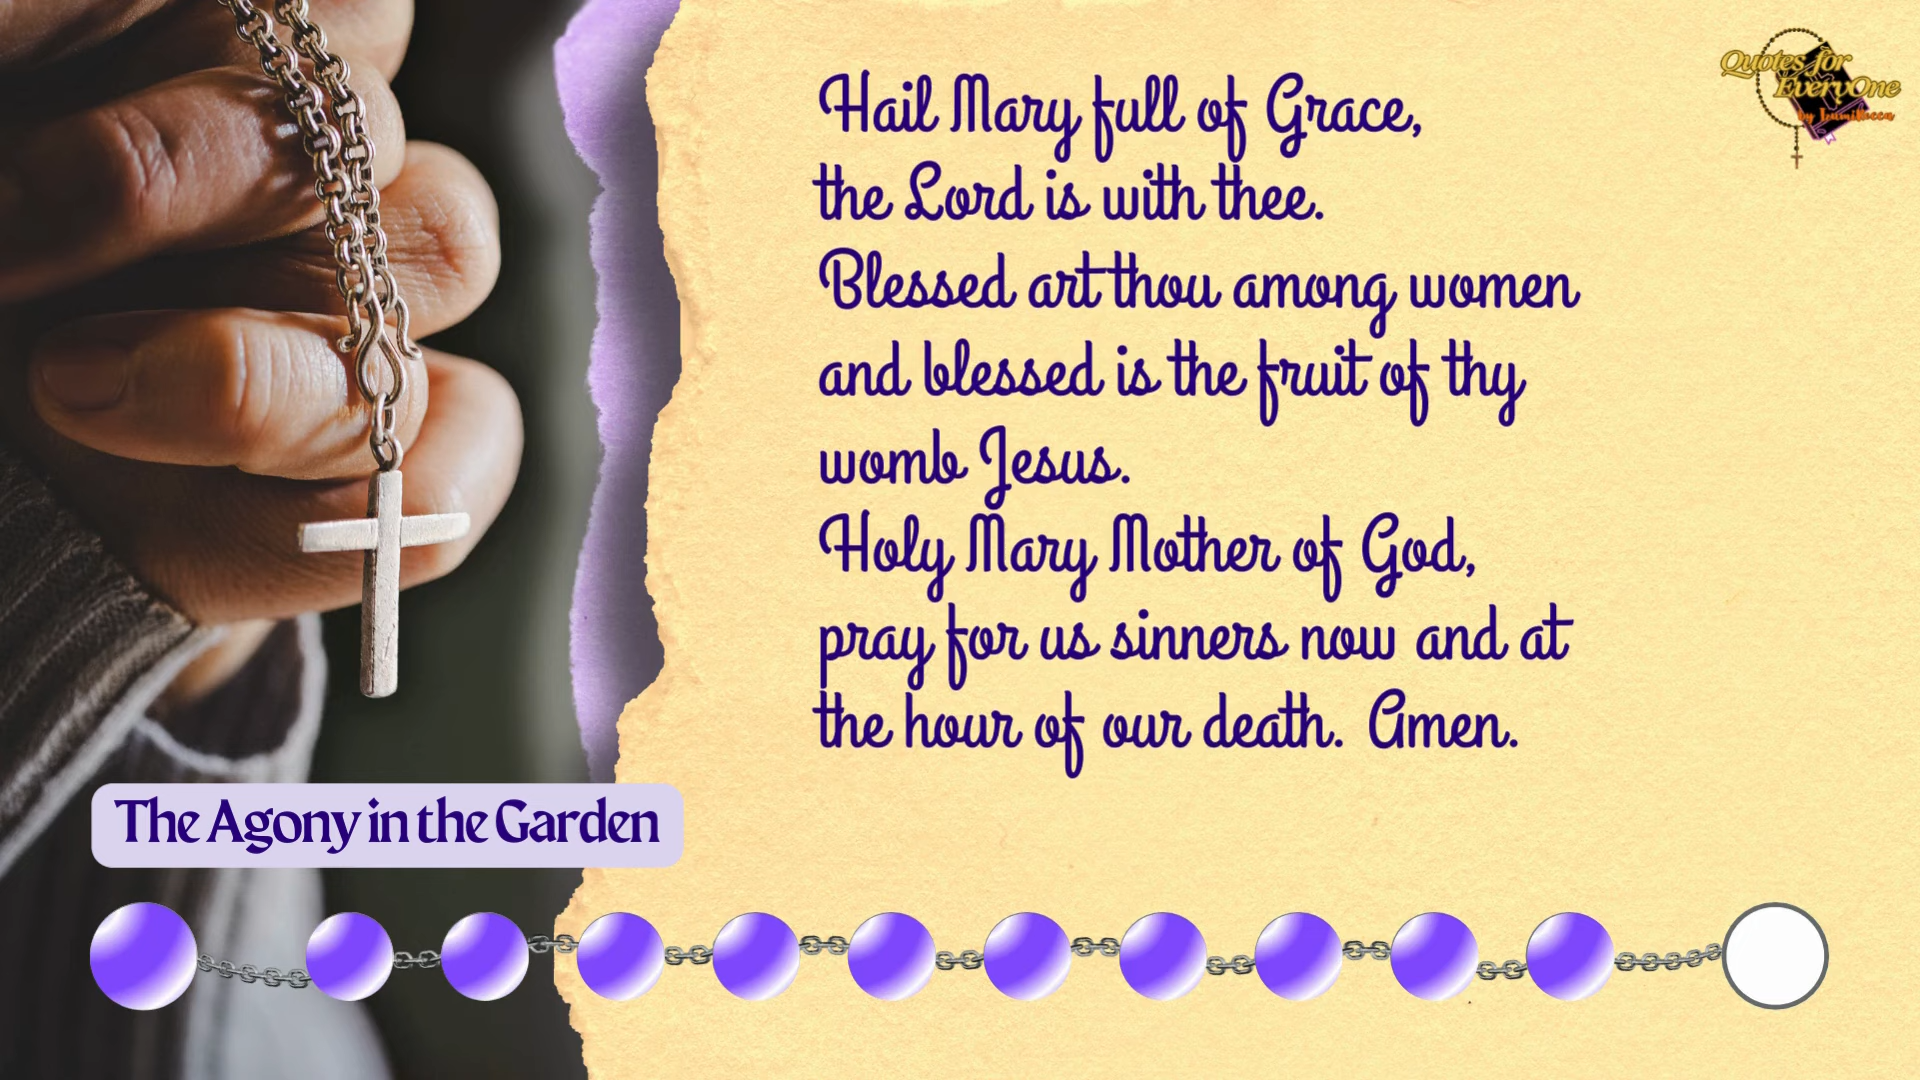 Hail Mary full of Grace,
the Lord is with thee.
Blessed art thou among women
and blessed is the fruit of thy
womb Jesus.
Holy Mary Mother of God,
pray for us sinners now and at
the hour of our death. Amen.
The Agony in the Garden
Quotes for
EveryOne
by